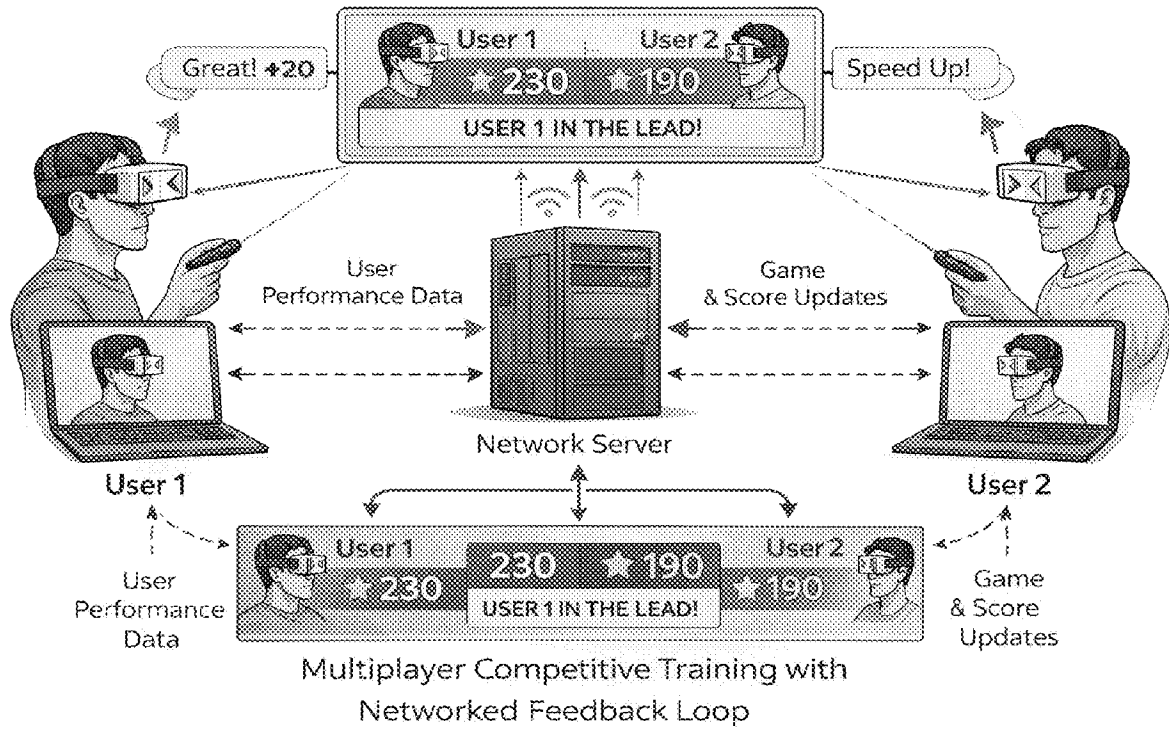 User 1
User 2
Great! +20
★ 230
★ 190
Speed Up!
USER 1 IN THE LEAD!
User
Performance Data
Game
& Score Updates
Network Server
User 1
User 2
User 1
User 2
★ 230
230
★ 190
★ 190
USER 1 IN THE LEAD!
User
Performance
Data
Game
& Score
Updates
Multiplayer Competitive Training with
Networked Feedback Loop